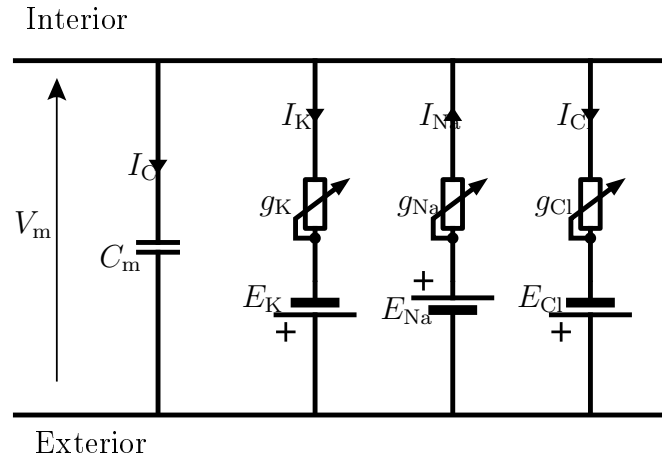 Interior
I_K I_Na I_Cl
I_C
g_K g_Na g_Cl
V_m
C_m
+
E_K E_Na E_Cl
+ +
Exterior